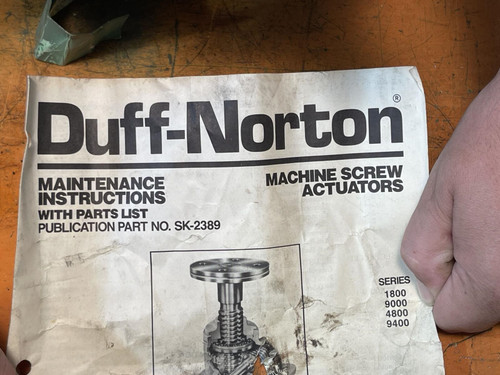 Duff-Norton®
MAINTENANCE
INSTRUCTIONS
WITH PARTS LIST
PUBLICATION PART NO. SK-2389
MACHINE SCREW
ACTUATORS
SERIES
1800
9000
4800
9400